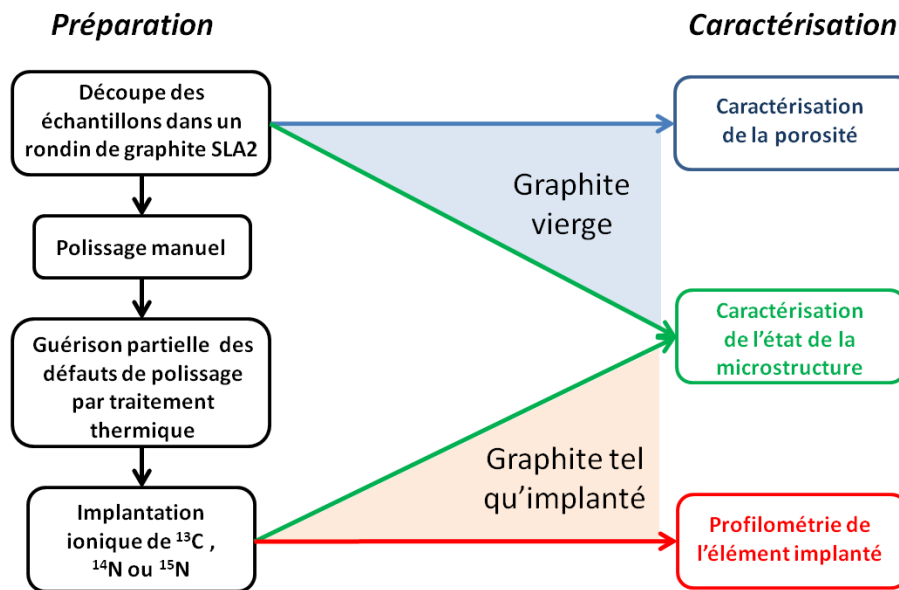 Préparation
Caractérisation
Découpe des
échantillons dans un
rondin de graphite SLA2
Polissage manuel
Guérison partielle des
défauts de polissage
par traitement
thermique
Implantation
ionique de ¹³C ,
¹⁴N ou ¹⁵N
Graphite
vierge
Graphite tel
qu’implanté
Caractérisation
de la porosité
Caractérisation
de l’état de la
microstructure
Profilométrie de
l’élément implanté